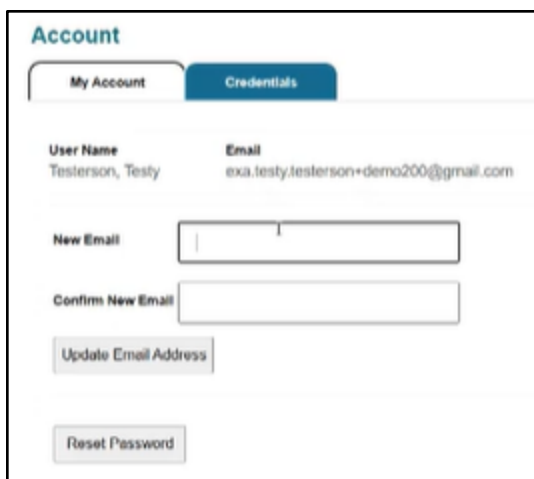 Account
My Account Credentials
User Name Email
Testerson, Testy exa.testy.testerson+demo200@gmail.com
New Email
Confirm New Email
Update Email Address
Reset Password